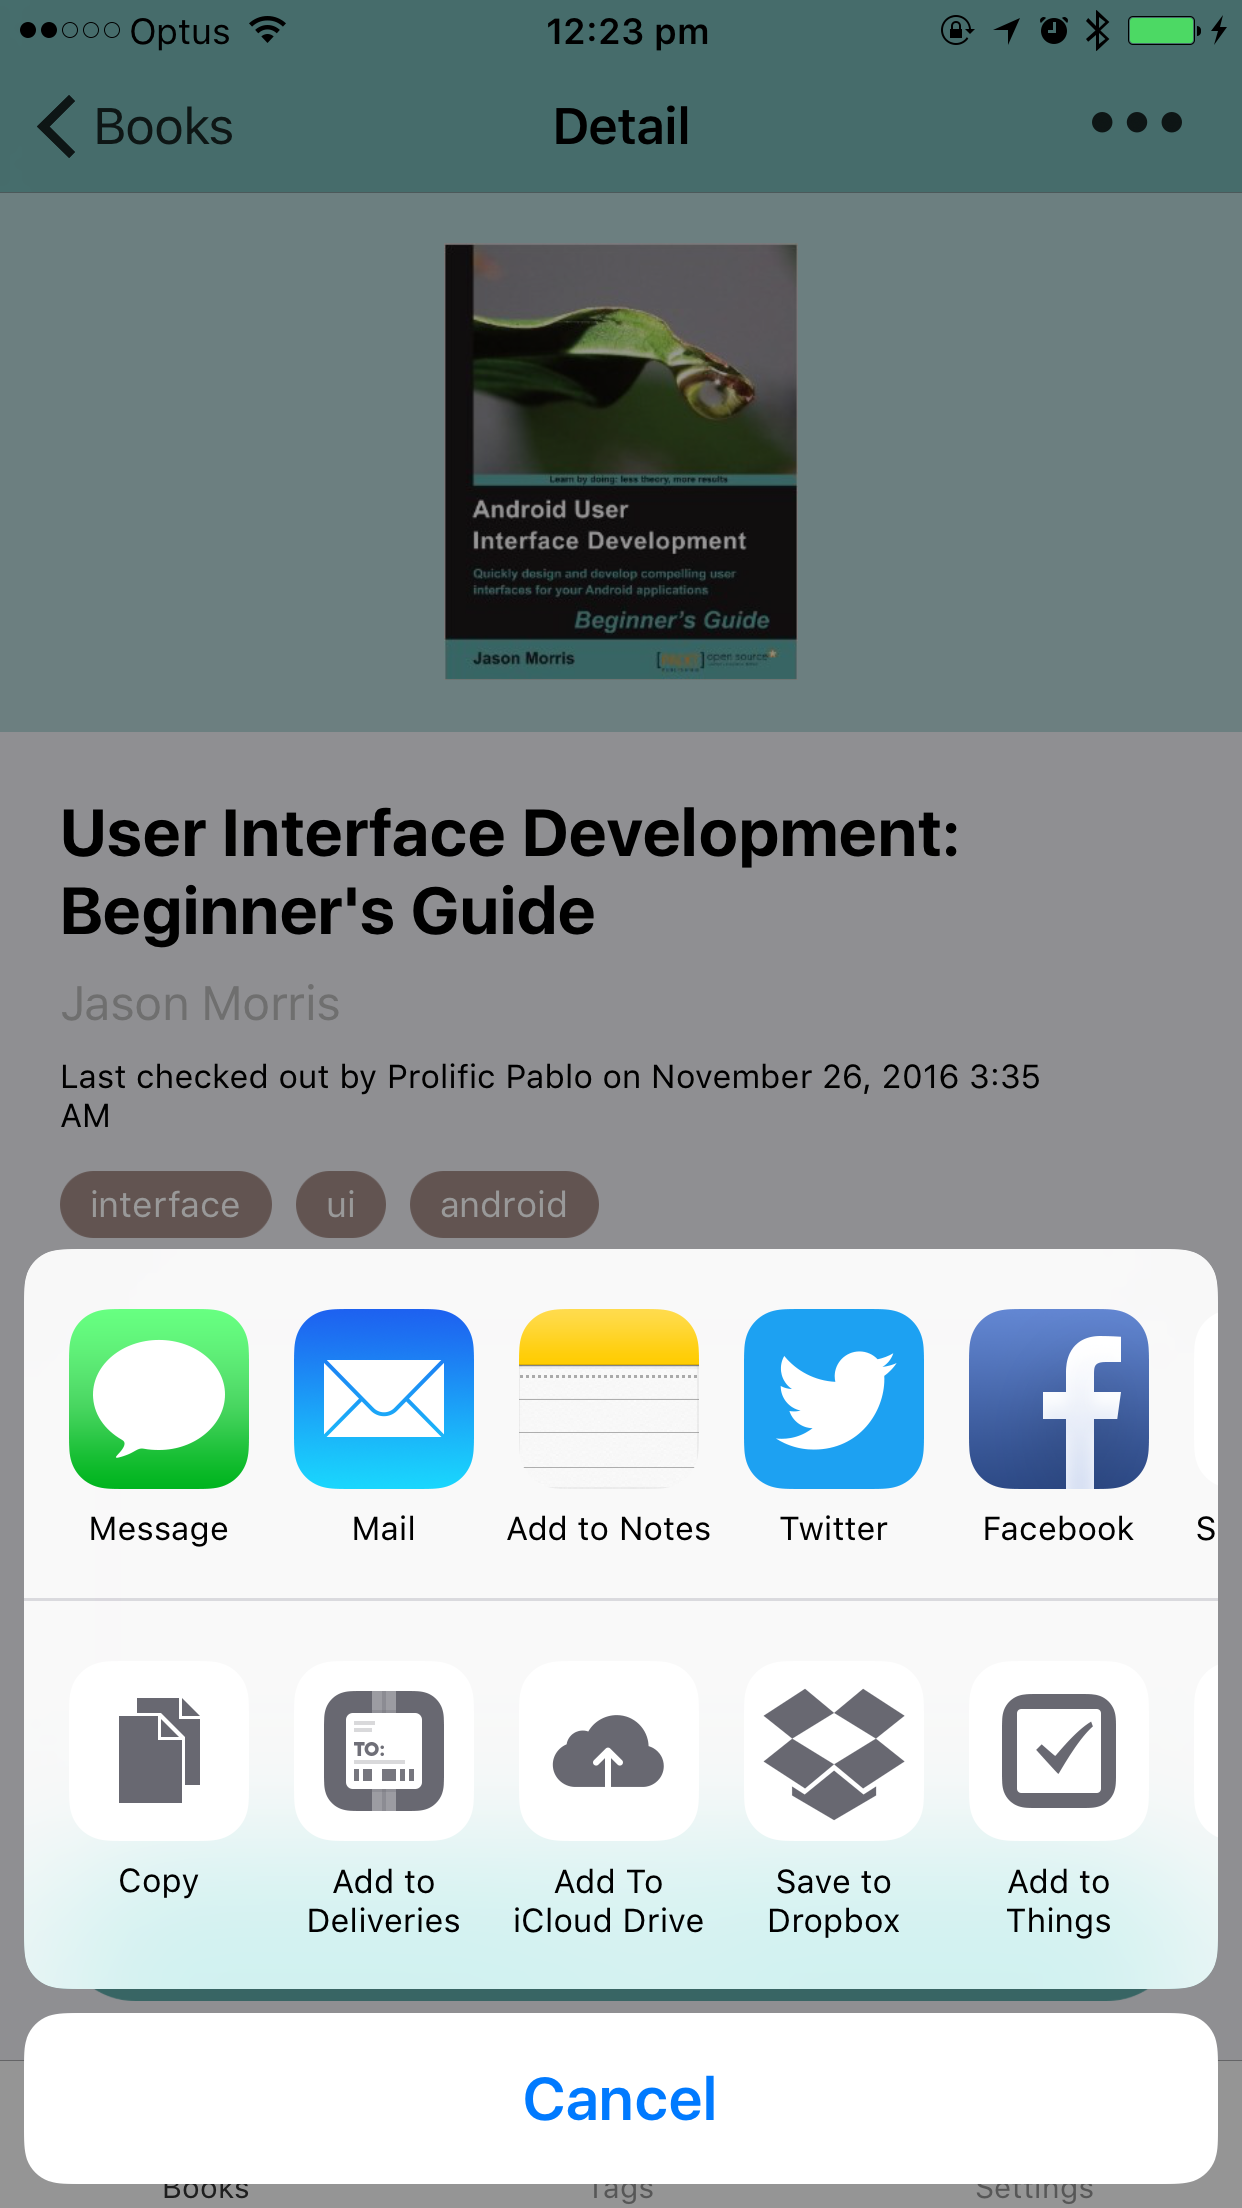 Optus 12:23 pm
Books Detail
Learn by doing: less theory, more results
Android User
Interface Development
Quickly design and develop compelling user
interfaces for your Android applications
Beginner's Guide
Jason Morris open source
User Interface Development:
Beginner's Guide
Jason Morris
Last checked out by Prolific Pablo on November 26, 2016 3:35
AM
interface ui android
Message Mail Add to Notes Twitter Facebook S
TO:
Copy Add to Deliveries Add To iCloud Drive Save to Dropbox Add to Things
Cancel
Books Tags Settings